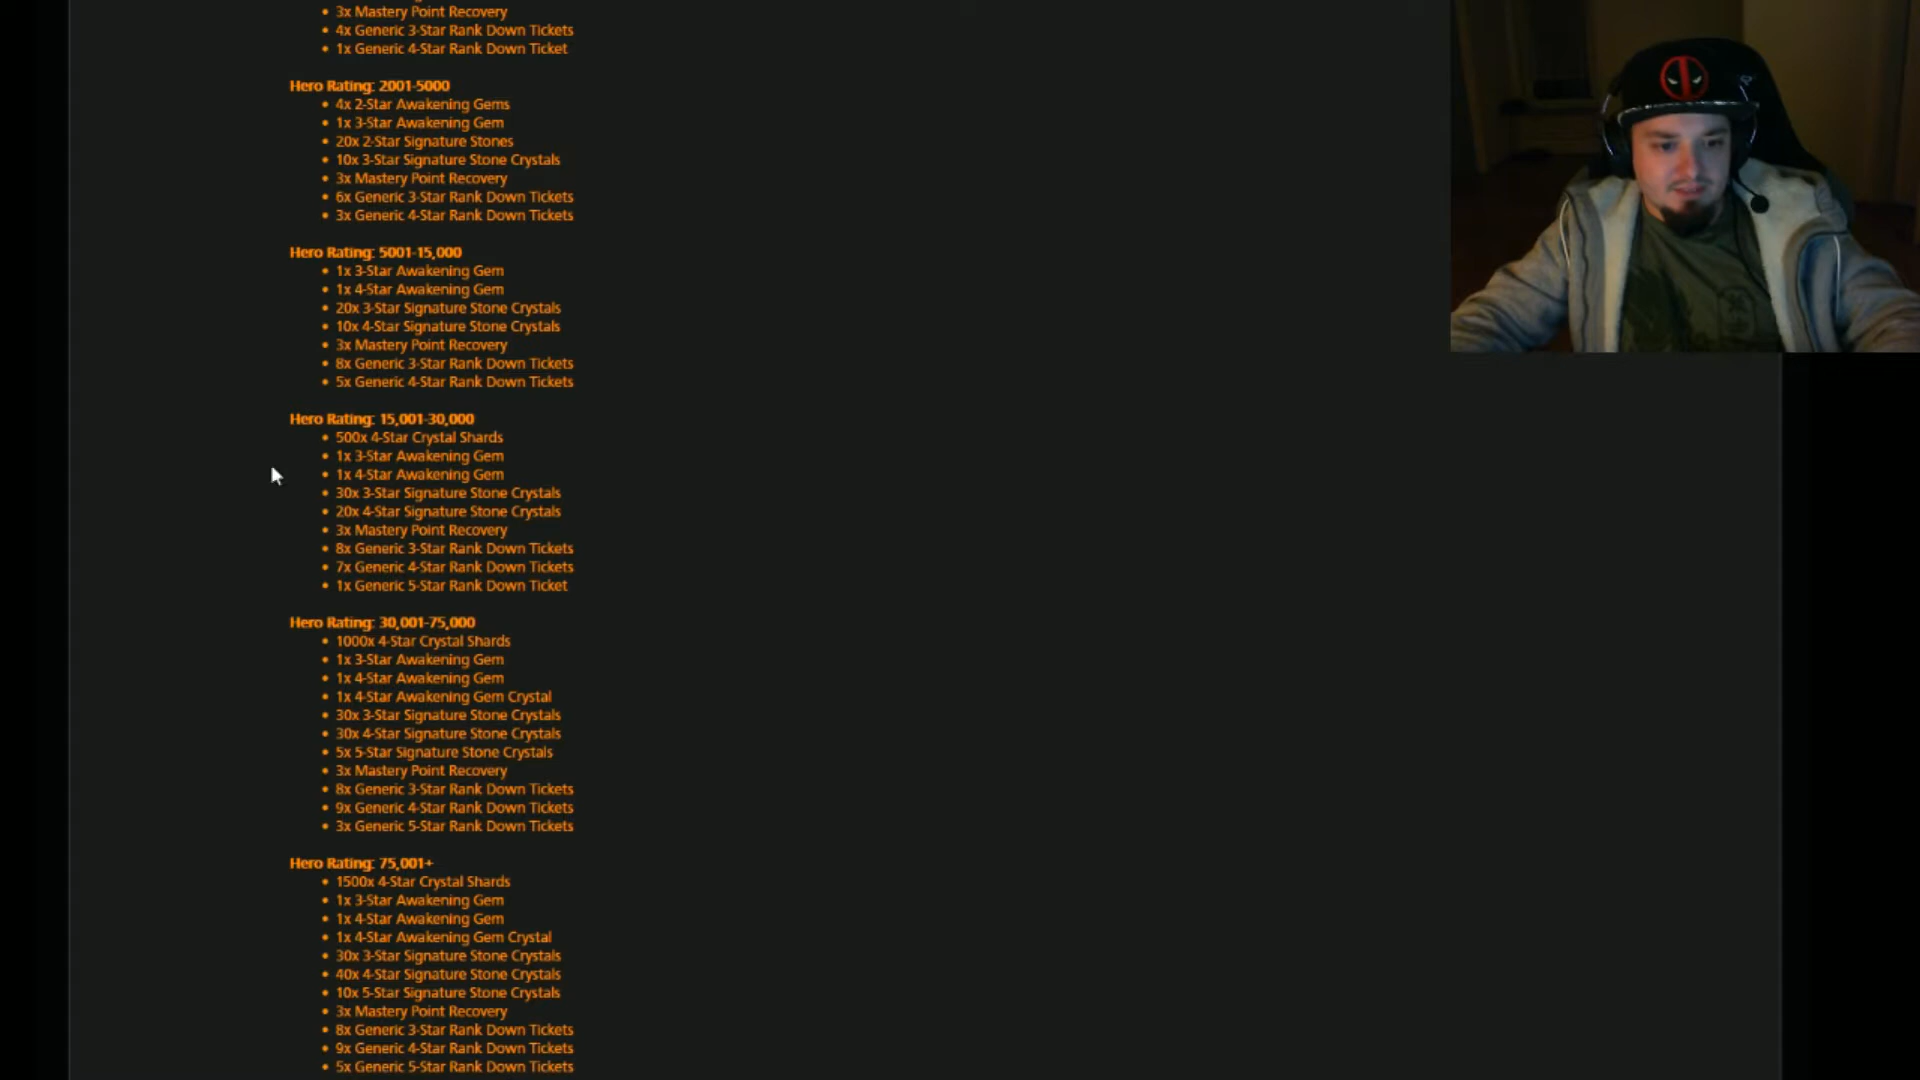 3x Mastery Point Recovery
4x Generic 3-Star Rank Down Tickets
1x Generic 4-Star Rank Down Ticket
Hero Rating: 2001-5000
4x 2-Star Awakening Gems
1x 3-Star Awakening Gem
20x 2-Star Signature Stones
10x 3-Star Signature Stone Crystals
3x Mastery Point Recovery
6x Generic 3-Star Rank Down Tickets
3x Generic 4-Star Rank Down Tickets
Hero Rating: 5001-15,000
1x 3-Star Awakening Gem
1x 4-Star Awakening Gem
20x 3-Star Signature Stone Crystals
10x 4-Star Signature Stone Crystals
3x Mastery Point Recovery
8x Generic 3-Star Rank Down Tickets
5x Generic 4-Star Rank Down Tickets
Hero Rating: 15,001-30,000
500x 4-Star Crystal Shards
1x 3-Star Awakening Gem
1x 4-Star Awakening Gem
30x 3-Star Signature Stone Crystals
20x 4-Star Signature Stone Crystals
3x Mastery Point Recovery
8x Generic 3-Star Rank Down Tickets
7x Generic 4-Star Rank Down Tickets
1x Generic 5-Star Rank Down Ticket
Hero Rating: 30,001-75,000
1000x 4-Star Crystal Shards
1x 3-Star Awakening Gem
1x 4-Star Awakening Gem
1x 4-Star Awakening Gem Crystal
30x 3-Star Signature Stone Crystals
30x 4-Star Signature Stone Crystals
5x 5-Star Signature Stone Crystals
3x Mastery Point Recovery
8x Generic 3-Star Rank Down Tickets
9x Generic 4-Star Rank Down Tickets
3x Generic 5-Star Rank Down Tickets
Hero Rating: 75,001+
1500x 4-Star Crystal Shards
1x 3-Star Awakening Gem
1x 4-Star Awakening Gem
1x 4-Star Awakening Gem Crystal
30x 3-Star Signature Stone Crystals
40x 4-Star Signature Stone Crystals
10x 5-Star Signature Stone Crystals
3x Mastery Point Recovery
8x Generic 3-Star Rank Down Tickets
9x Generic 4-Star Rank Down Tickets
5x Generic 5-Star Rank Down Tickets